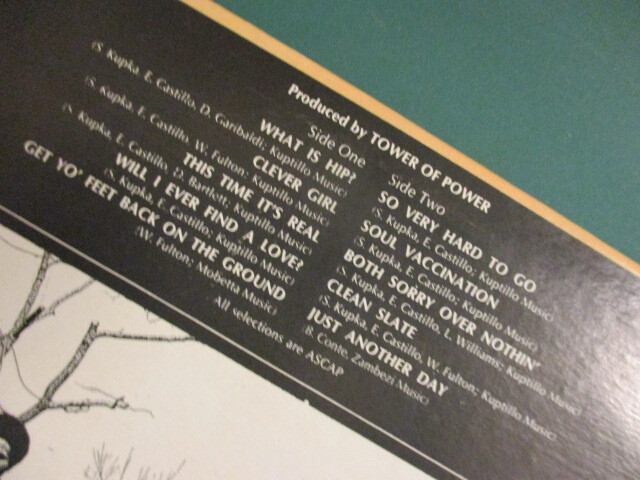 Produced by TOWER OF POWER
Side One
WHAT IS HIP?
(S. Kupka, E. Castillo, D. Garibaldi; Kuptillo Music)
CLEVER GIRL
(S. Kupka, E. Castillo, W. Fulton; Kuptillo Music)
THIS TIME IT'S REAL
(S. Kupka, E. Castillo, D. Bartlett; Kuptillo Music)
WILL I EVER FIND A LOVE?
(S. Kupka, E. Castillo; Kuptillo Music)
GET YO' FEET BACK ON THE GROUND
(W. Fulton; Mobetta Music)
Side Two
SO VERY HARD TO GO
(S. Kupka, E. Castillo; Kuptillo Music)
SOUL VACCINATION
(S. Kupka, E. Castillo; Kuptillo Music)
BOTH SORRY OVER NOTHIN'
(S. Kupka, E. Castillo, L. Williams; Kuptillo Music)
CLEAN SLATE
(S. Kupka, E. Castillo, W. Fulton; Kuptillo Music)
JUST ANOTHER DAY
(B. Conte, Zambezi Music)
All selections are ASCAP